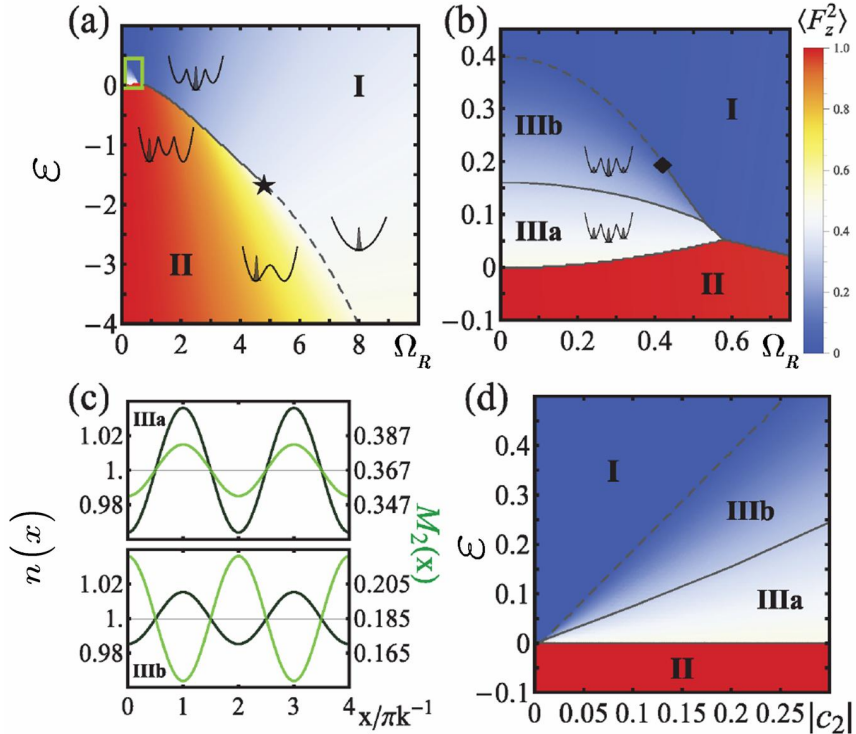 (a)
I
II
ε
0
-1
-2
-3
-4
0 2 4 6 8 Ω_R
(b)
⟨F_z^2⟩
I
IIIb
IIIa
II
0.4
0.3
0.2
0.1
0
-0.1
0 0.2 0.4 0.6 Ω_R
1.0
0.8
0.6
0.4
0.2
0
(c)
IIIa
1.02
1.
0.98
0.387
0.367
0.347
n(x)
M_2(x)
1.02
1.
0.98
0.205
0.185
0.165
IIIb
0 1 2 3 4
x/πk^{-1}
(d)
I
IIIb
IIIa
II
ε
0.4
0.3
0.2
0.1
0
-0.1
0 0.05 0.1 0.15 0.2 0.25 |c_2|